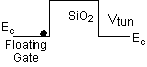 SiO2
Ec
Vtun
Floating
Gate
Ec